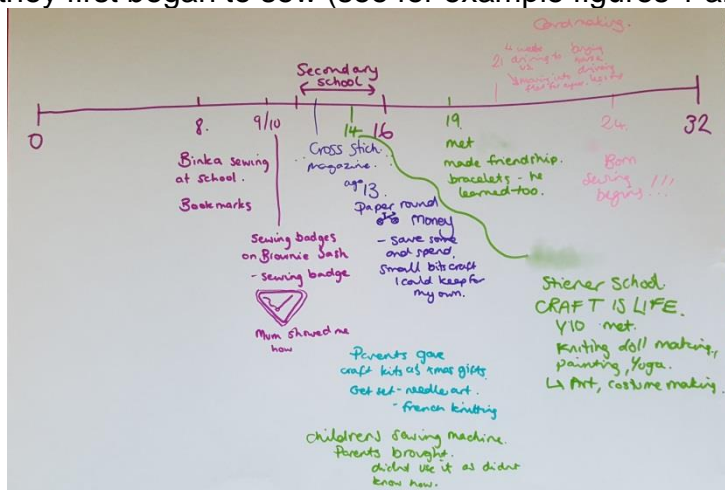 they first began to sow (see for example figures 1 an
Cardmaking.
Secondary
school
0
8.
9/10
14
16
19.
21
24.
32
Binka sewing
at school.
Bookmarks
Sewing badges
on Brownie Sash
- sewing badge
Mum showed me
how
Cross Stich
magazine.
age 13.
Paper round
Money
- save some
and spend.
Small bits craft
I could keep for
my own.
met
made friendship.
bracelets - he
learned too.
Born
Sewing
begins!!!
Stiener School.
CRAFT IS LIFE.
Y10 met.
Kniting doll making,
painting, Yoga.
↳ Art, costume making.
Parents gave
craft kits as xmas gifts.
Get set - needle art.
- french knitting
Childrens sewing machine.
Parents brought.
didnt use it as didnt
know how.